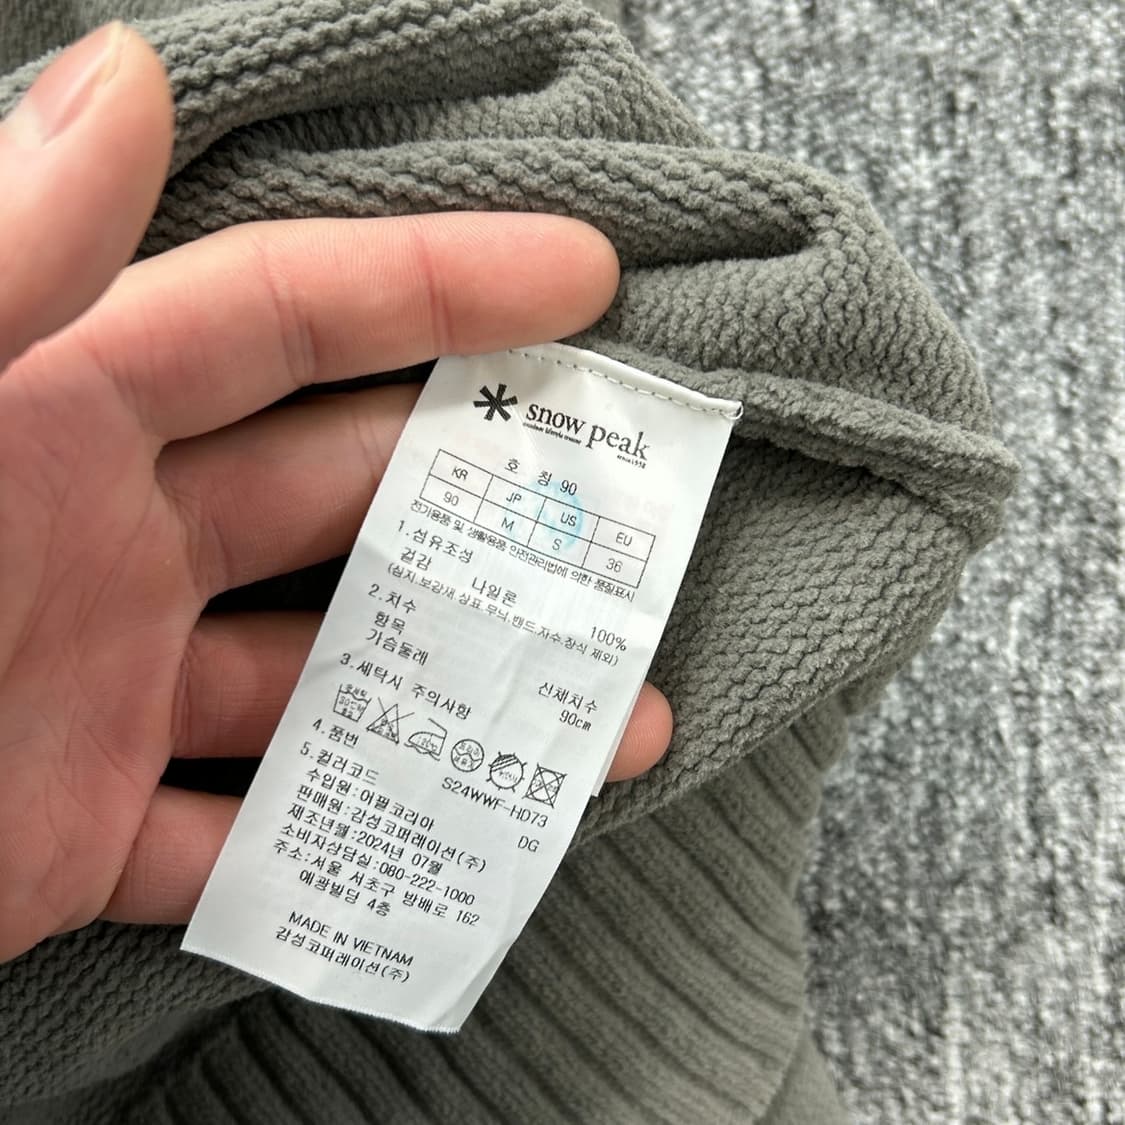 snow peak
outdoor lifestyle creator
since 1958
호 칭 90
KR JP US EU
90 M S 36
전기용품 및 생활용품 안전관리법에 의한 품질표시
1.섬유조성
겉감 나일론 100%
(심지,보강재,상표,무늬,밴드,자수,장식 제외)
2.치수
항목 신체치수
가슴둘레 90cm
3.세탁시 주의사항
4.품번 S24WWF-HD73
5.컬러코드 DG
수입원:어필코리아
판매원:감성코퍼레이션(주)
제조년월:2024년 07월
소비자상담실:080-222-1000
주소:서울 서초구 방배로 162
애광빌딩 4층
MADE IN VIETNAM
감성코퍼레이션(주)